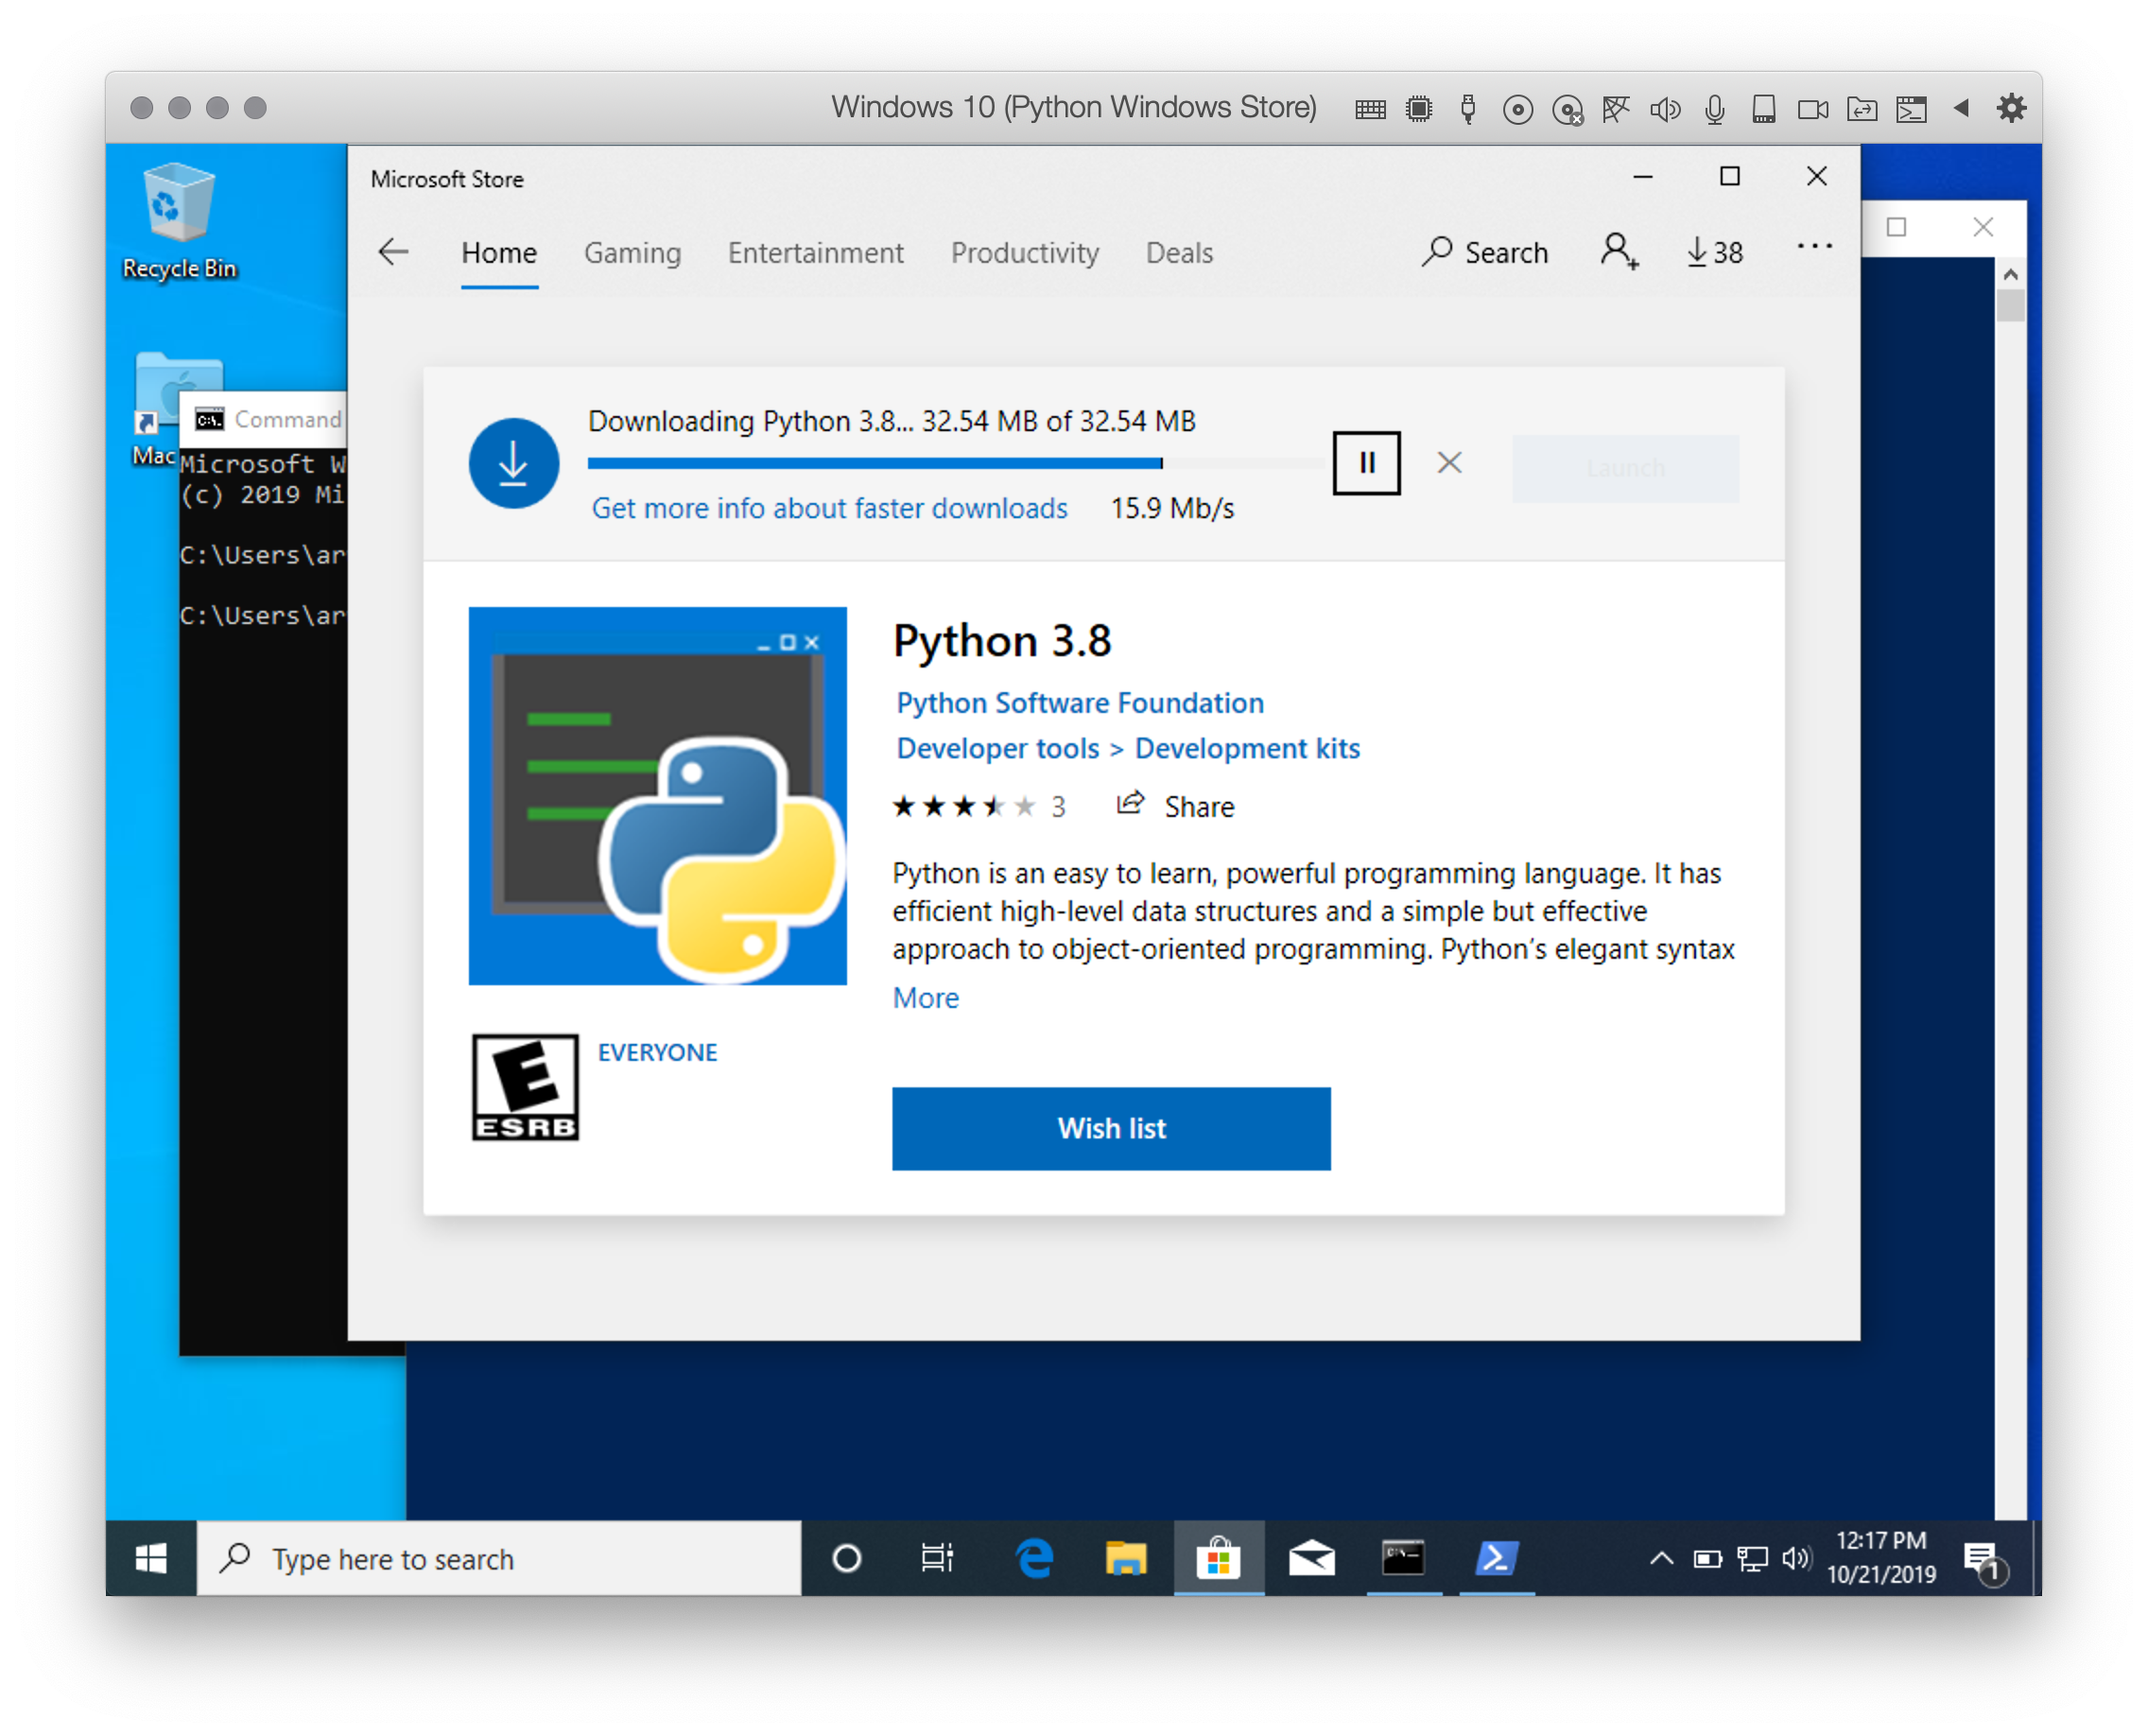 Windows 10 (Python Windows Store)
Recycle Bin
Mac
Command
Microsoft W
(c) 2019 Mi
C:\Users\ar
C:\Users\ar
Microsoft Store
Home Gaming Entertainment Productivity Deals Search 38
Downloading Python 3.8... 32.54 MB of 32.54 MB
Launch
Get more info about faster downloads 15.9 Mb/s
Python 3.8
Python Software Foundation
Developer tools > Development kits
3 Share
Python is an easy to learn, powerful programming language. It has
efficient high-level data structures and a simple but effective
approach to object-oriented programming. Python’s elegant syntax
More
E
ESRB
EVERYONE
Wish list
Type here to search
C:\_
12:17 PM
10/21/2019
1